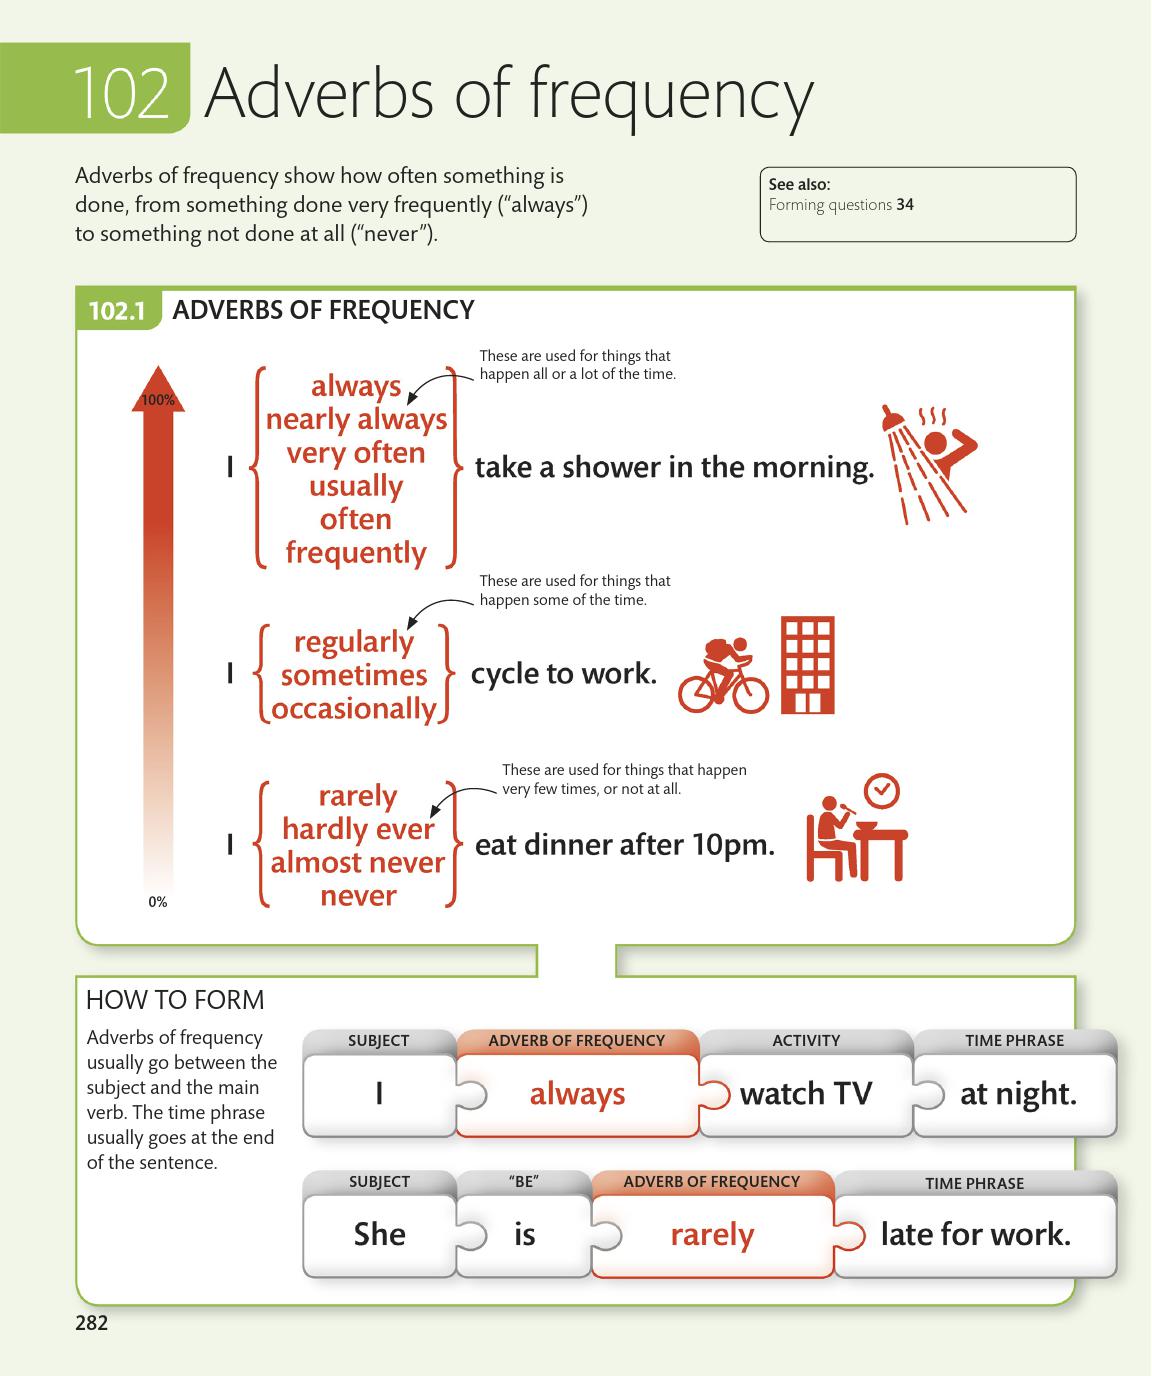 102 Adverbs of frequency
Adverbs of frequency show how often something is
done, from something done very frequently (“always”)
to something not done at all (“never”).
See also:
Forming questions 34
102.1 ADVERBS OF FREQUENCY
These are used for things that
happen all or a lot of the time.
100%
always
nearly always
very often
usually
often
frequently
I take a shower in the morning.
These are used for things that
happen some of the time.
regularly
sometimes
occasionally
I cycle to work.
These are used for things that happen
very few times, or not at all.
rarely
hardly ever
almost never
never
I eat dinner after 10pm.
0%
HOW TO FORM
Adverbs of frequency
usually go between the
subject and the main
verb. The time phrase
usually goes at the end
of the sentence.
SUBJECT ADVERB OF FREQUENCY ACTIVITY TIME PHRASE
I always watch TV at night.
SUBJECT “BE” ADVERB OF FREQUENCY TIME PHRASE
She is rarely late for work.
282